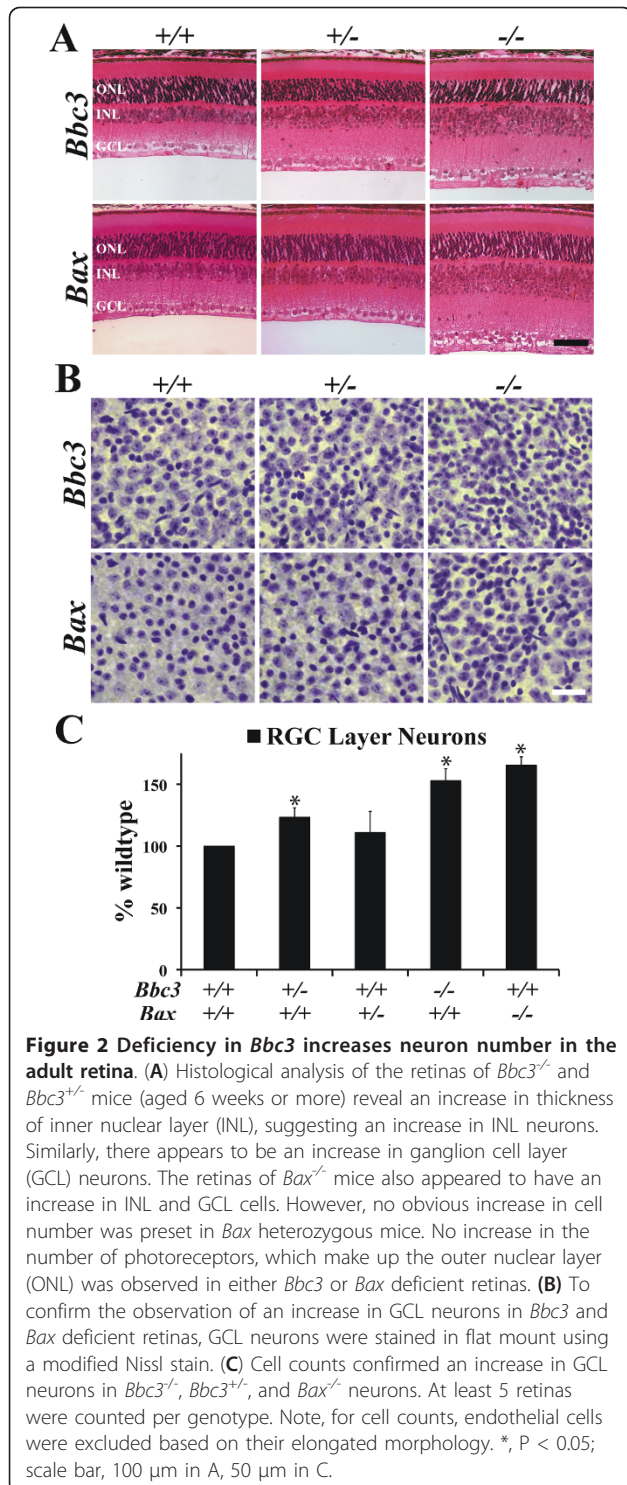 A
+/+ +/- -/-
Bbc3
ONL
INL
GCL
Bax
ONL
INL
GCL
B
+/+ +/- -/-
Bbc3
Bax
C
RGC Layer Neurons
% wildtype
150
100
50
0
* * *
Bbc3 +/+ +/- +/+ -/- +/+
Bax +/+ +/+ +/- +/+ -/-
Figure 2 Deficiency in Bbc3 increases neuron number in the
adult retina. (A) Histological analysis of the retinas of Bbc3-/- and
Bbc3+/- mice (aged 6 weeks or more) reveal an increase in thickness
of inner nuclear layer (INL), suggesting an increase in INL neurons.
Similarly, there appears to be an increase in ganglion cell layer
(GCL) neurons. The retinas of Bax-/- mice also appeared to have an
increase in INL and GCL cells. However, no obvious increase in cell
number was preset in Bax heterozygous mice. No increase in the
number of photoreceptors, which make up the outer nuclear layer
(ONL) was observed in either Bbc3 or Bax deficient retinas. (B) To
confirm the observation of an increase in GCL neurons in Bbc3 and
Bax deficient retinas, GCL neurons were stained in flat mount using
a modified Nissl stain. (C) Cell counts confirmed an increase in GCL
neurons in Bbc3-/-, Bbc3+/-, and Bax-/- neurons. At least 5 retinas
were counted per genotype. Note, for cell counts, endothelial cells
were excluded based on their elongated morphology. *, P < 0.05;
scale bar, 100 μm in A, 50 μm in C.